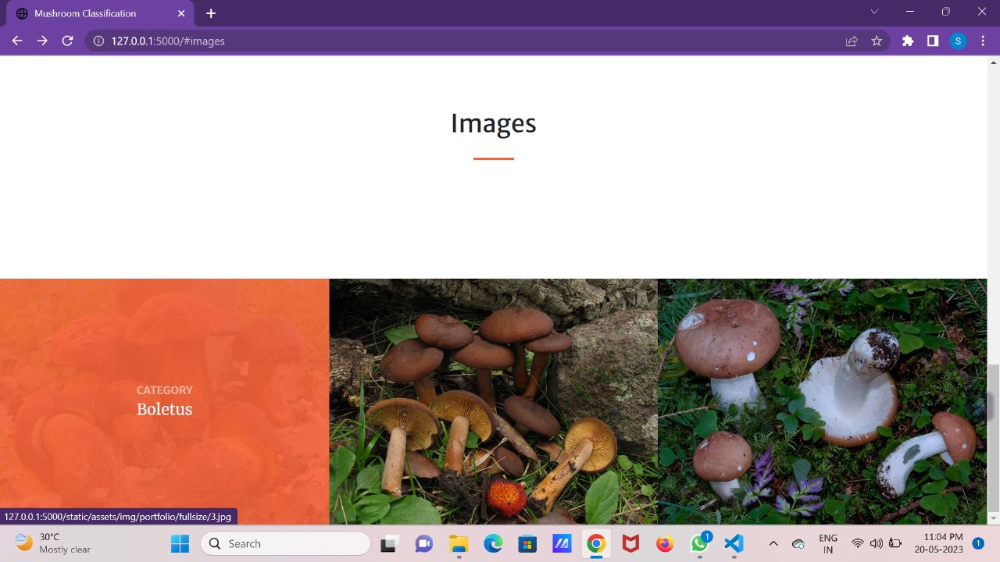 Mushroom Classification
127.0.0.1:5000/#images
S
Images
CATEGORY
Boletus
127.0.0.1:5000/static/assets/img/portfolio/fullsize/3.jpg
30°C
Mostly clear
Search
1
ENG
IN
11:04 PM
20-05-2023
1